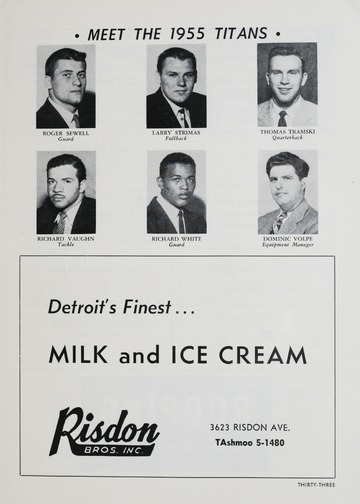 • MEET THE 1955 TITANS •
ROGER SEWELL
Guard
LARRY STRIMAS
Fullback
THOMAS TRAMSKI
Quarterback
RICHARD VAUGHN
Tackle
RICHARD WHITE
Guard
DOMINIC VOLPE
Equipment Manager
Detroit's Finest . . .
MILK and ICE CREAM
Risdon
BROS. INC.
3623 RISDON AVE.
TAshmoo 5-1480
THIRTY-THREE